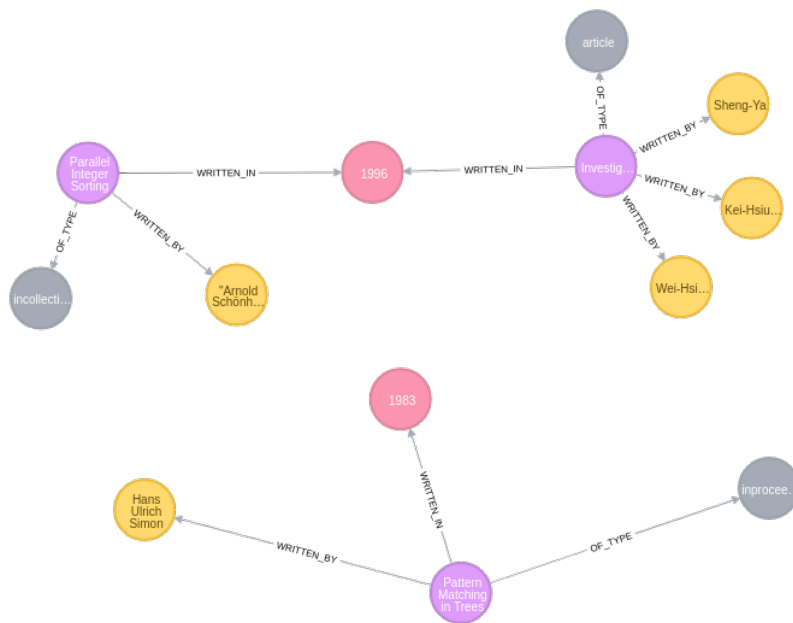 article
OF_TYPE
Sheng-Ya
WRITTEN_BY
Parallel
Integer
Sorting
WRITTEN_IN
1996
WRITTEN_IN
Investig…
WRITTEN_BY
Kei-Hsiu…
OF_TYPE
WRITTEN_BY
WRITTEN_BY
incollecti…
"Arnold
Schönh…
Wei-Hsi…
1983
Hans
Ulrich
Simon
WRITTEN_IN
inprocee…
WRITTEN_BY
OF_TYPE
Pattern
Matching
in Trees